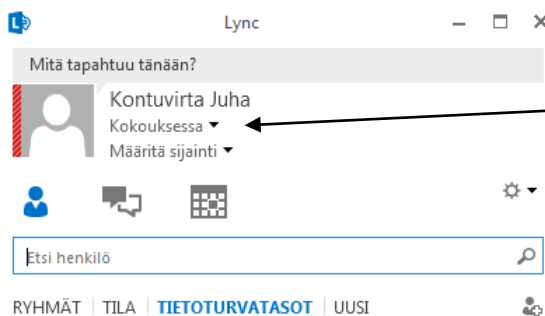 Lync
Mitä tapahtuu tänään?
Kontuvirta Juha
Kokouksessa
Määritä sijainti
Etsi henkilö
RYHMÄT TILA TIETOTURVATASOT UUSI